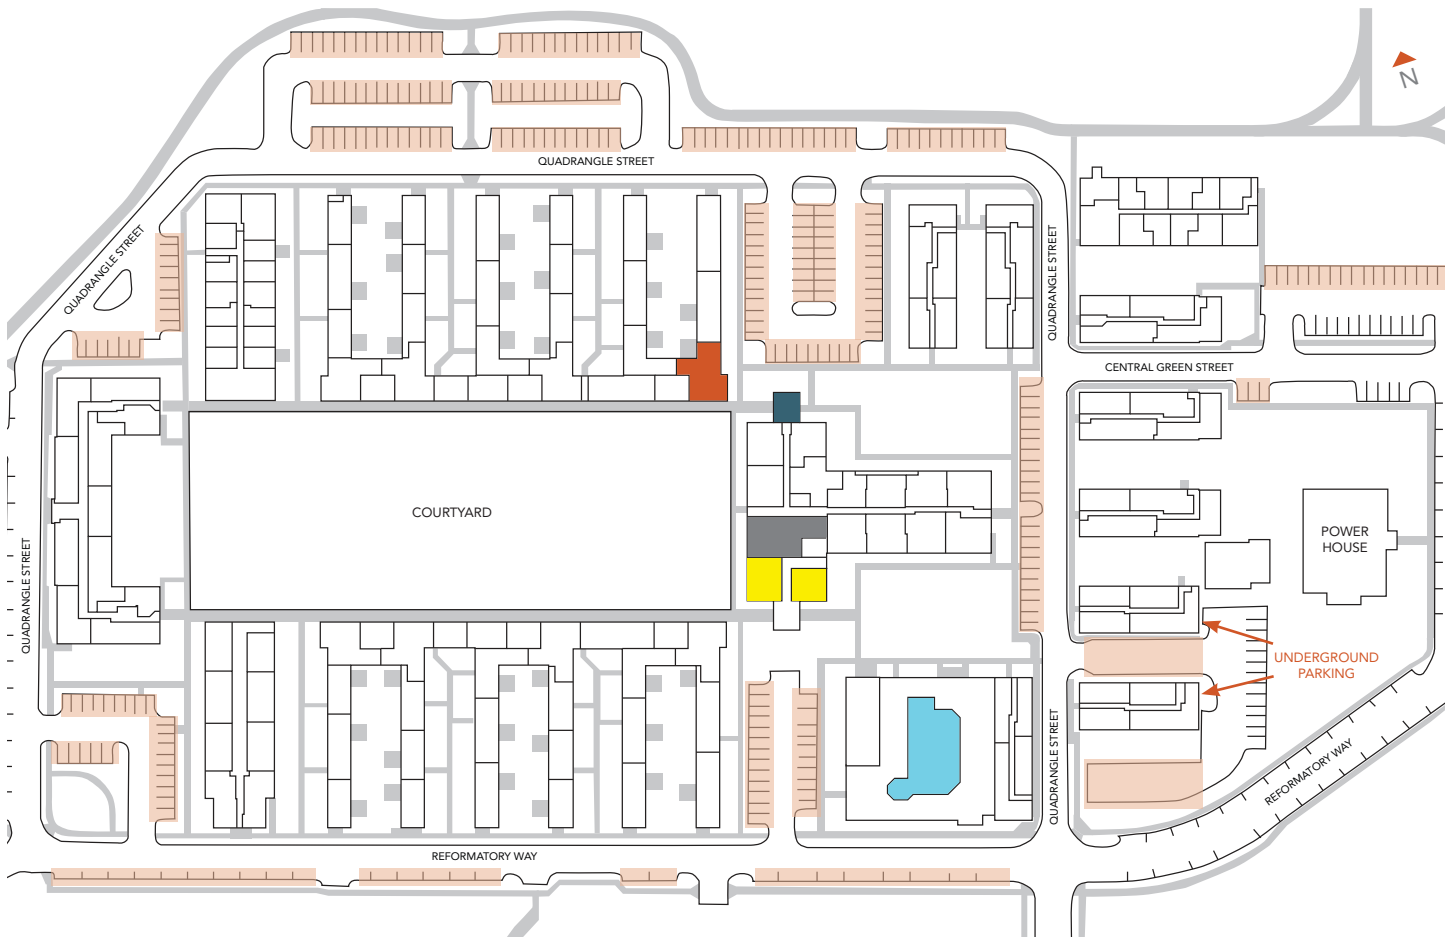 N
QUADRANGLE STREET
QUADRANGLE STREET
QUADRANGLE STREET
CENTRAL GREEN STREET
COURTYARD
POWER
HOUSE
QUADRANGLE STREET
UNDERGROUND
PARKING
QUADRANGLE STREET
REFORMATORY WAY
REFORMATORY WAY